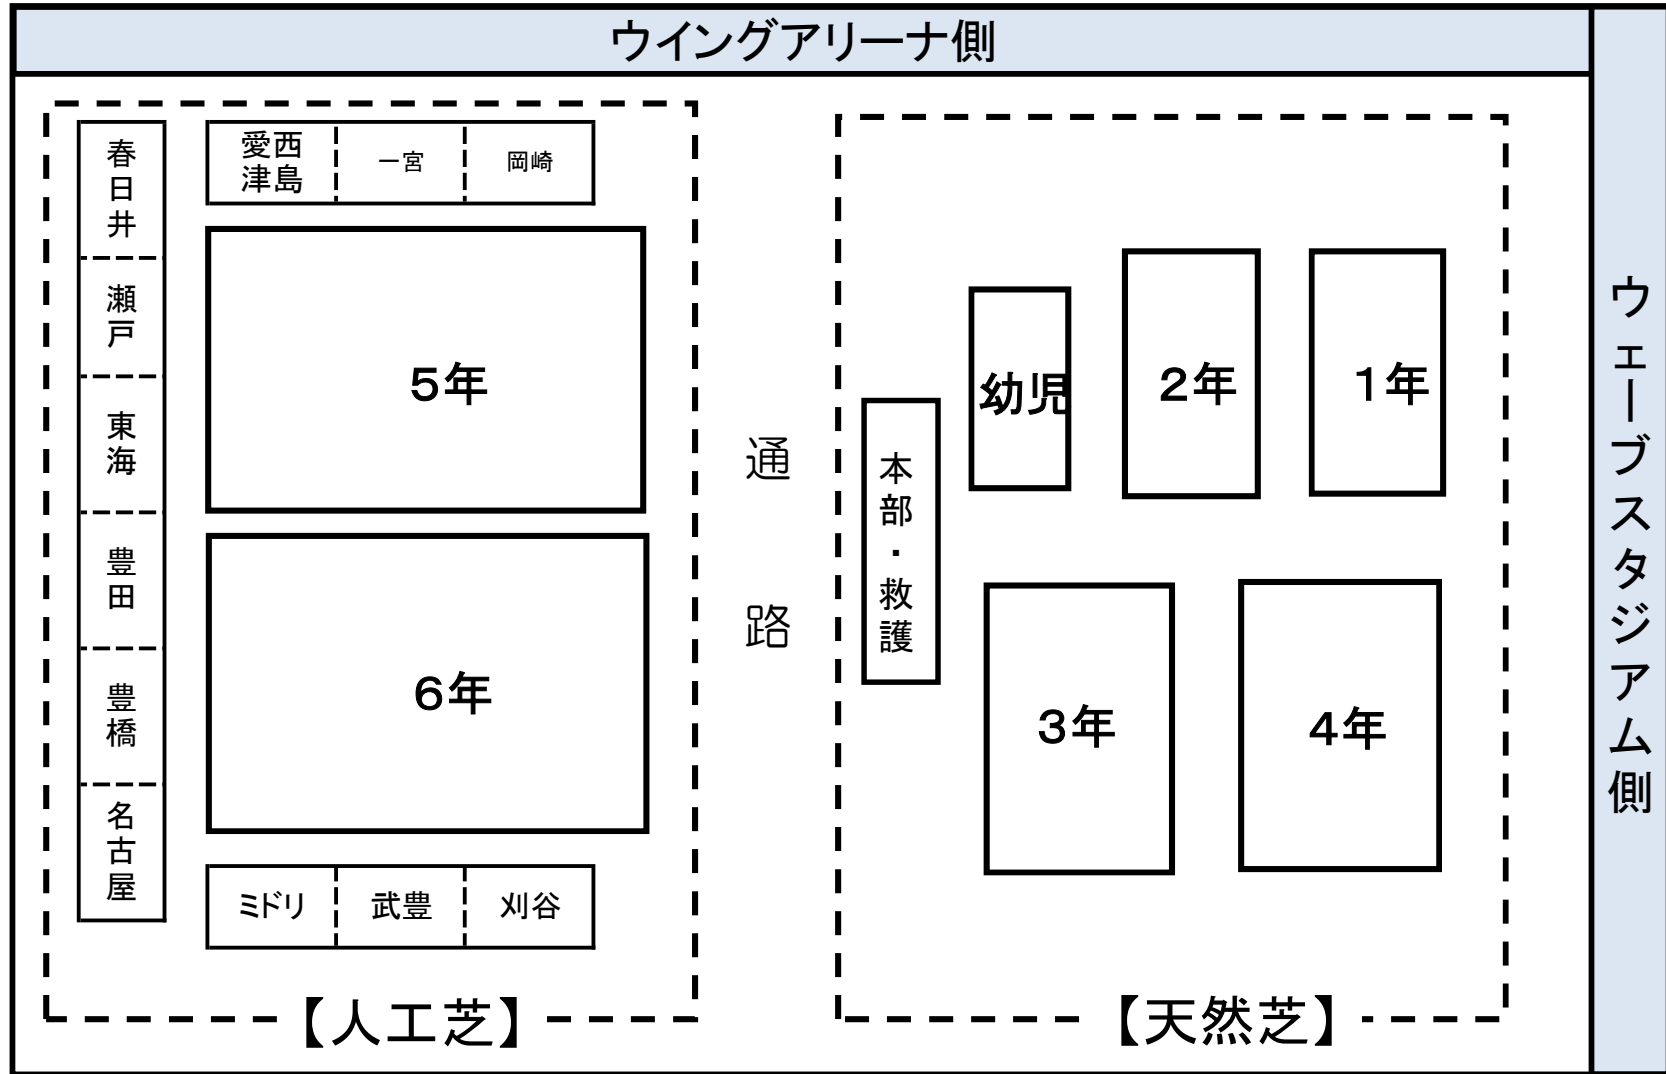 ウイングアリーナ側
ウェーブスタジアム側
春日井
瀬戸
東海
豊田
豊橋
名古屋
愛西
津島
一宮
岡崎
5年
6年
ミドリ
武豊
刈谷
【人工芝】
通路
本部・救護
幼児
2年
1年
3年
4年
【天然芝】